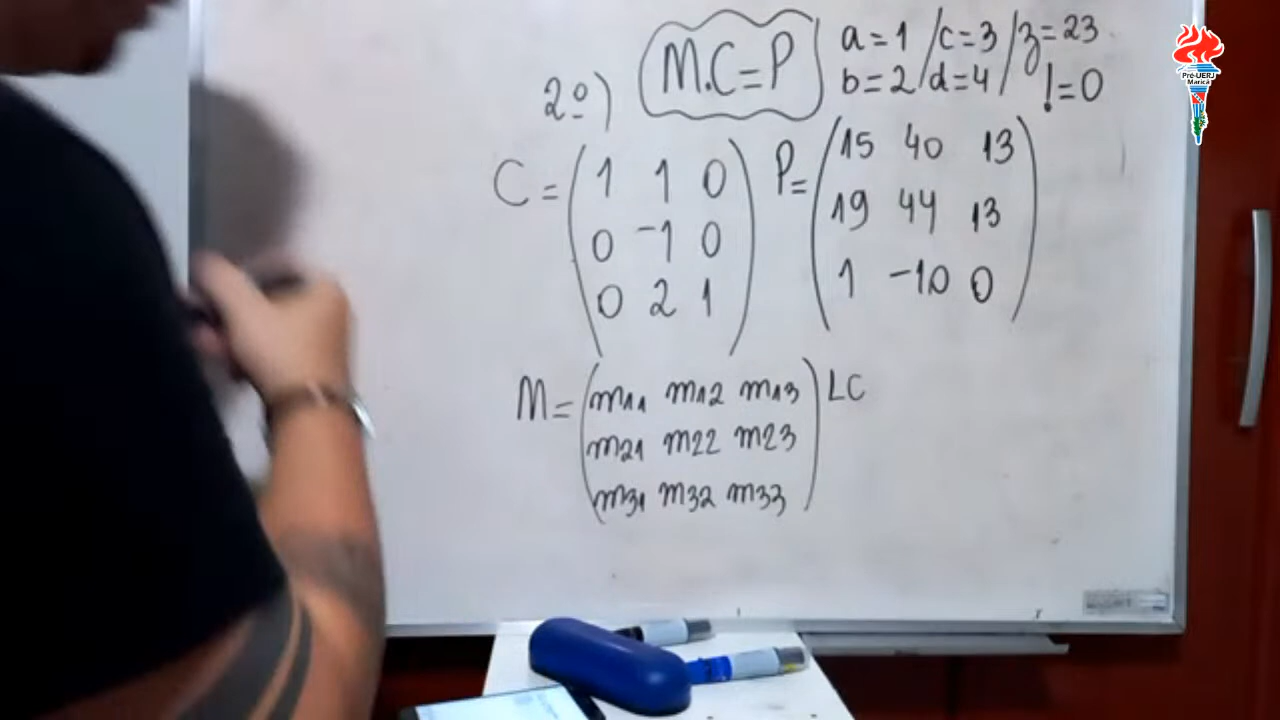 2º) M.C=P
a=1 /c=3 /z=23
b=2 /d=4 / !=0
C = (1 1 0
0 -1 0
0 2 1)
P= (15 40 13
19 44 13
1 -10 0)
M = (m11 m12 m13
m21 m22 m23
m31 m32 m33) LC
Pré-UERJ
Maricá